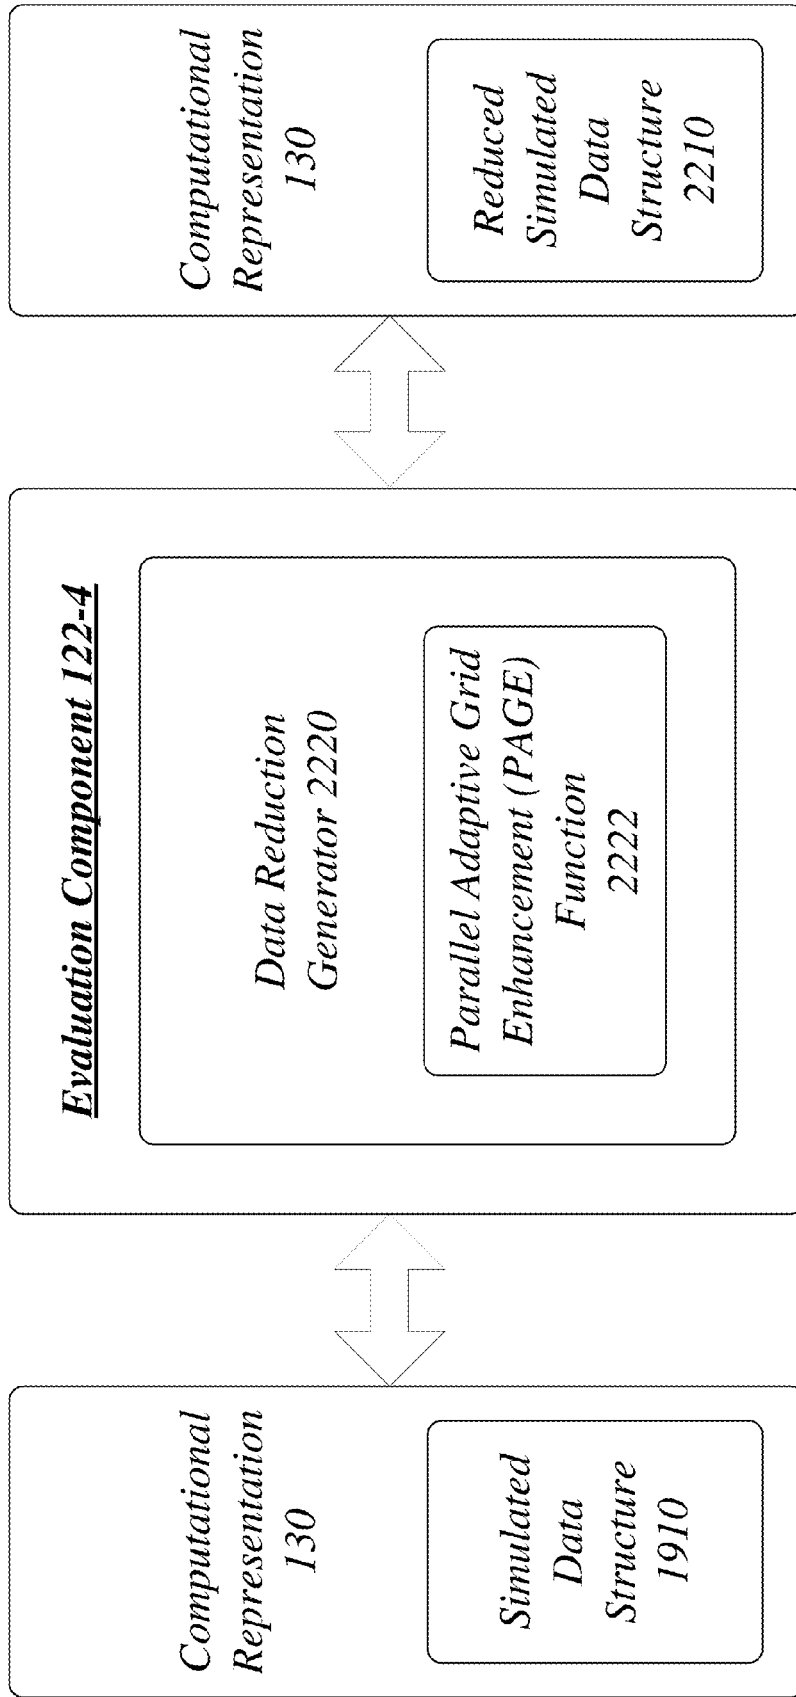 Computational
Representation
130
Simulated
Data
Structure
1910
Evaluation Component 122-4
Data Reduction
Generator 2220
Parallel Adaptive Grid
Enhancement (PAGE)
Function
2222
Computational
Representation
130
Reduced
Simulated
Data
Structure
2210